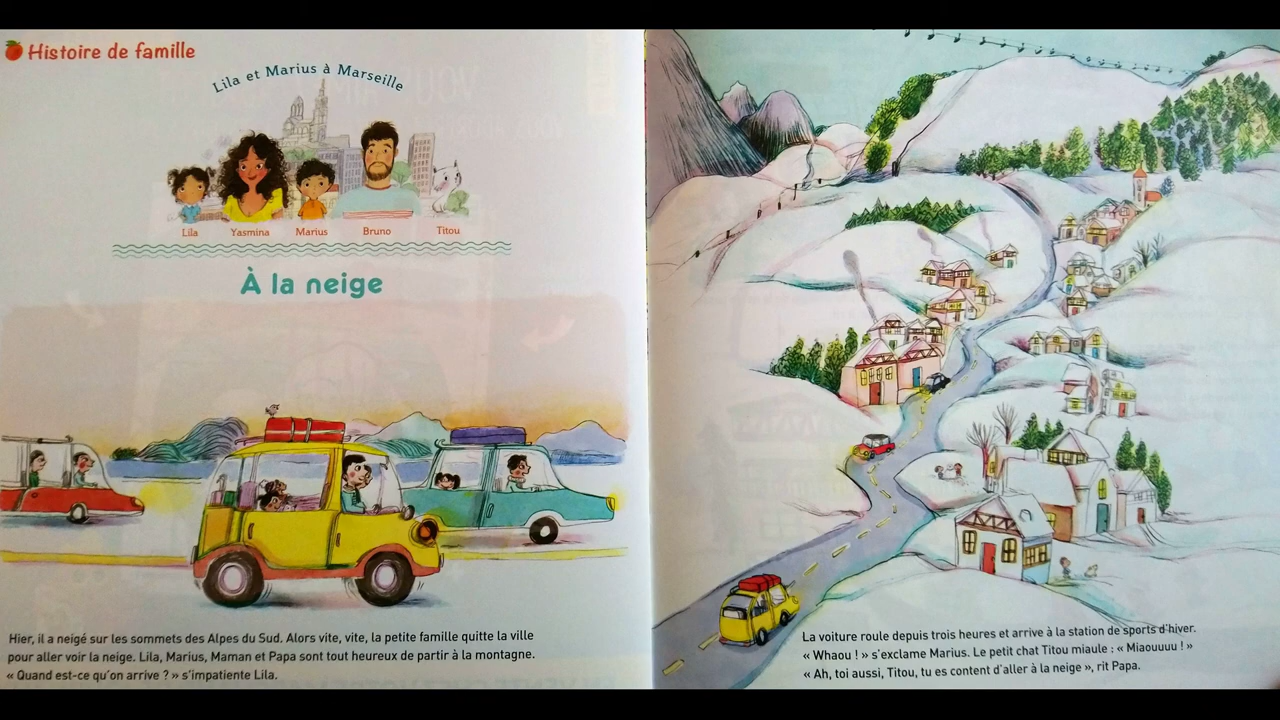 Histoire de famille
Lila et Marius à Marseille
Lila Yasmina Marius Bruno Titou
À la neige
Hier, il a neigé sur les sommets des Alpes du Sud. Alors vite, vite, la petite famille quitte la ville
pour aller voir la neige. Lila, Marius, Maman et Papa sont tout heureux de partir à la montagne.
« Quand est-ce qu'on arrive ? » s'impatiente Lila.
La voiture roule depuis trois heures et arrive à la station de sports d'hiver.
« Whaou ! » s'exclame Marius. Le petit chat Titou miaule : « Miaouuuu ! »
« Ah, toi aussi, Titou, tu es content d'aller à la neige », rit Papa.